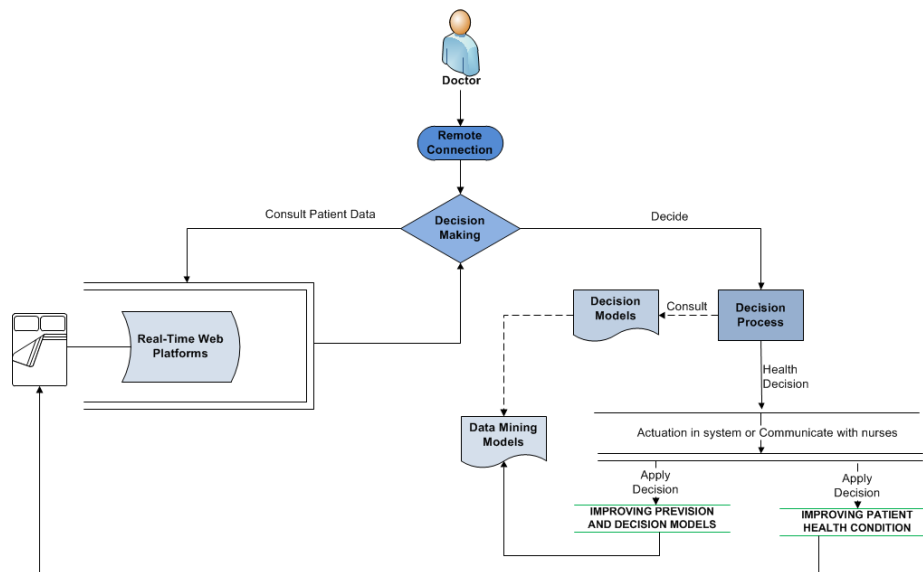 Doctor
Remote
Connection
Consult Patient Data
Decision
Making
Decide
Real-Time Web
Platforms
Decision
Models
Consult
Decision
Process
Health
Decision
Data Mining
Models
Actuation in system or Communicate with nurses
Apply
Decision
Apply
Decision
IMPROVING PREVISION
AND DECISION MODELS
IMPROVING PATIENT
HEALTH CONDITION